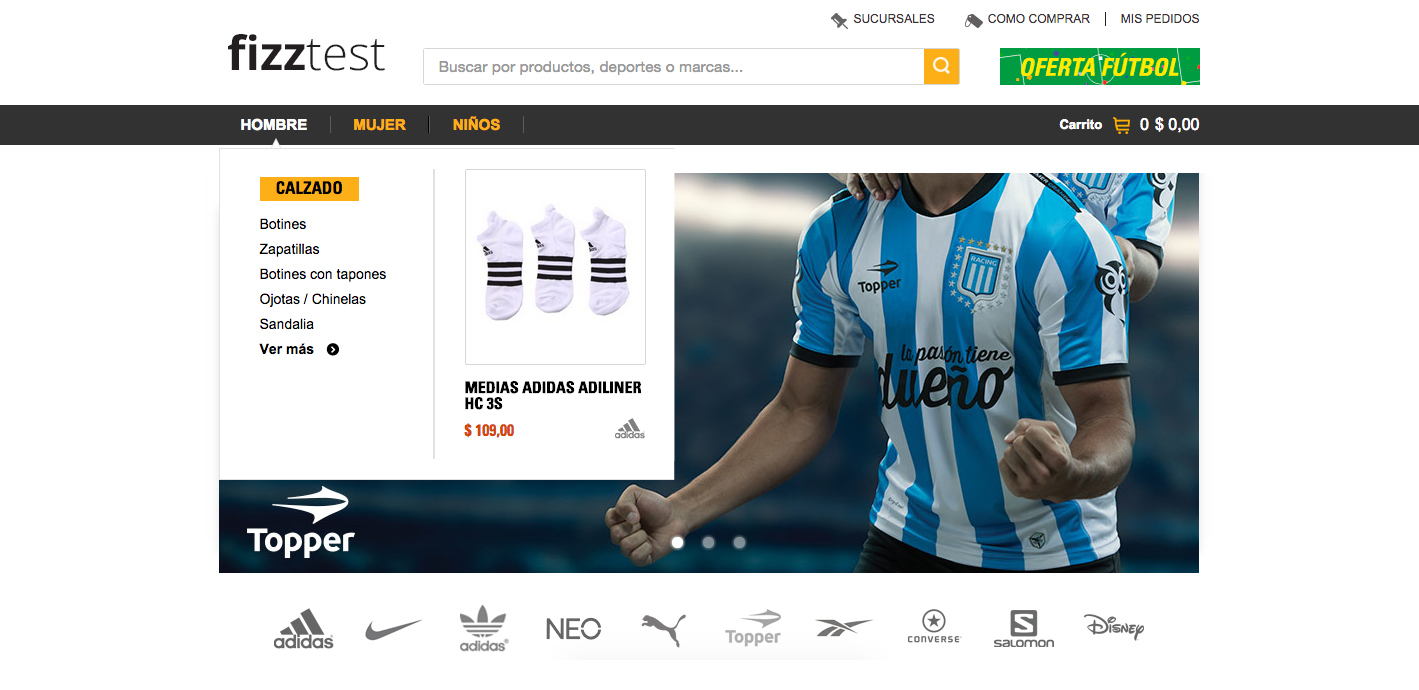 SUCURSALES
COMO COMPRAR
MIS PEDIDOS
fizztest
Buscar por productos, deportes o marcas...
OFERTA FÚTBOL
HOMBRE
MUJER
NIÑOS
Carrito
0 $ 0,00
CALZADO
Botines
Zapatillas
Botines con tapones
Ojotas / Chinelas
Sandalia
Ver más
MEDIAS ADIDAS ADILINER
HC 3S
$ 109,00
adidas
Topper
RACING
la pasión tiene
dueño
Topper
adidas
adidas
NEO
Topper
CONVERSE
SALOMON
Disney